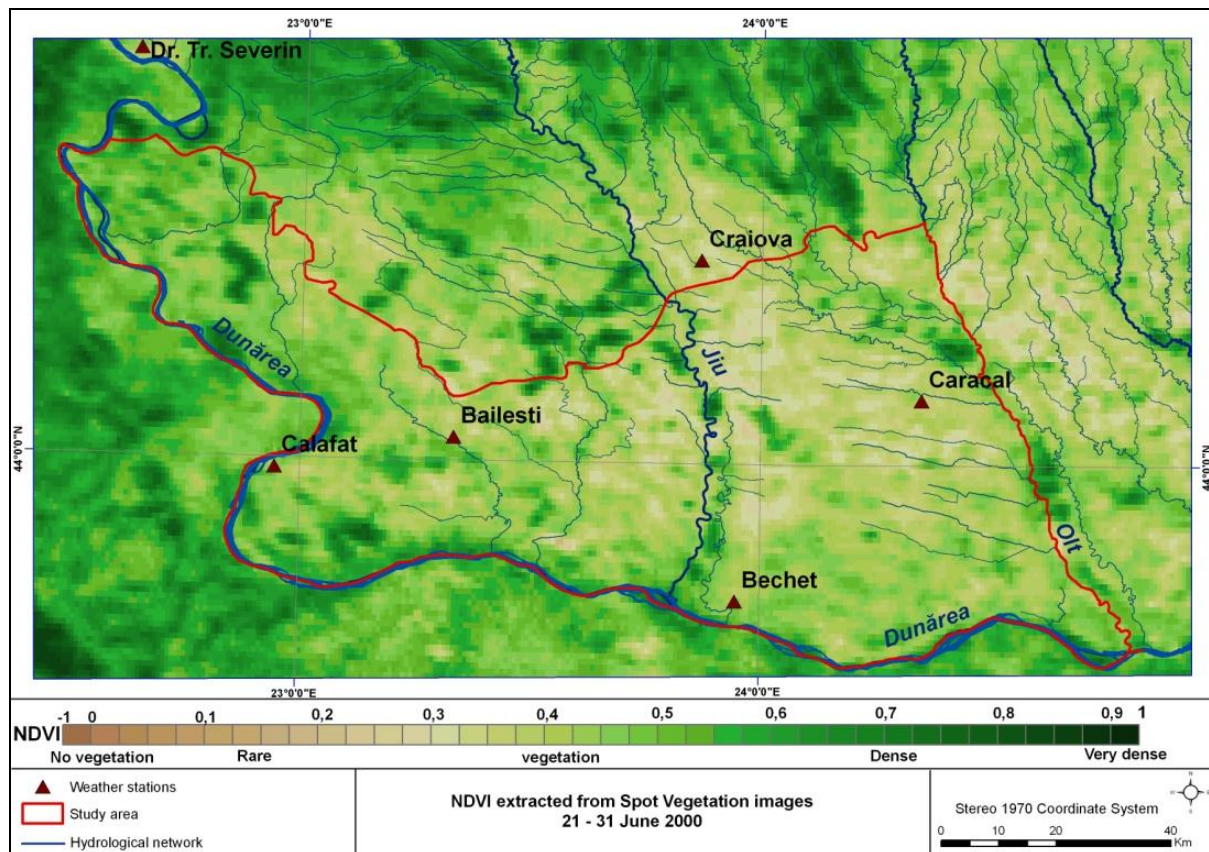 23°0'0"E
24°0'0"E
Dr. Tr. Severin
Craiova
Dunărea
Jiu
Caracal
Bailesti
Calafat
44°0'0"N
44°0'0"N
Olt
Bechet
Dunărea
23°0'0"E
24°0'0"E
-1 0 0,1 0,2 0,3 0,4 0,5 0,6 0,7 0,8 0,9 1
NDVI
No vegetation Rare vegetation Dense Very dense
Weather stations
Study area
Hydrological network
NDVI extracted from Spot Vegetation images
21 - 31 June 2000
Stereo 1970 Coordinate System
0 10 20 40
Km